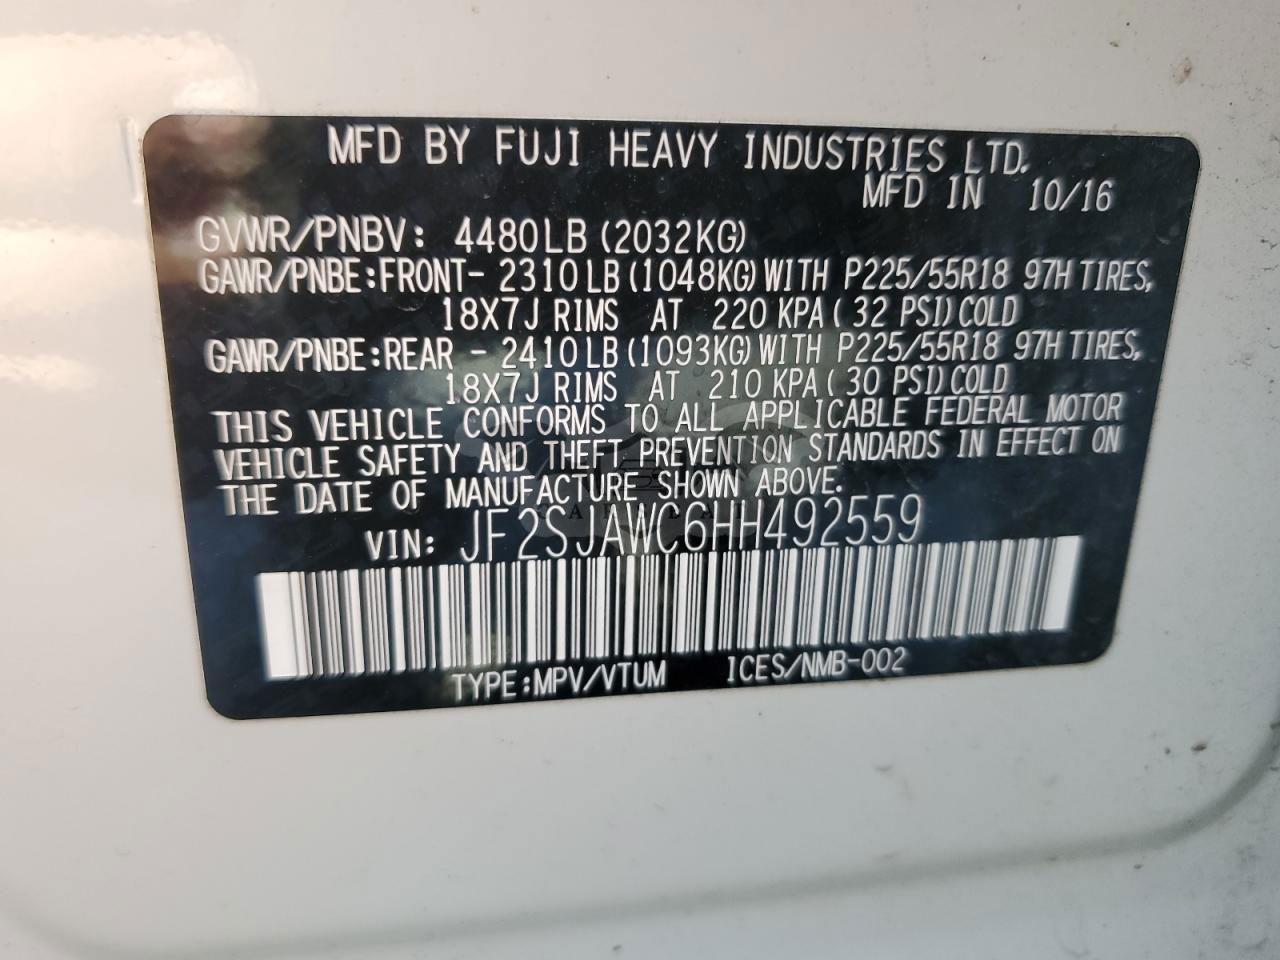 MFD BY FUJI HEAVY INDUSTRIES LTD.
MFD IN 10/16
GVWR/PNBV: 4480LB (2032KG)
GAWR/PNBE:FRONT- 2310LB (1048KG) WITH P225/55R18 97H TIRES,
18X7J RIMS AT 220 KPA ( 32 PSI) COLD
GAWR/PNBE:REAR - 2410LB (1093KG) WITH P225/55R18 97H TIRES,
18X7J RIMS AT 210 KPA ( 30 PSI) COLD
THIS VEHICLE CONFORMS TO ALL APPLICABLE FEDERAL MOTOR
VEHICLE SAFETY AND THEFT PREVENTION STANDARDS IN EFFECT ON
THE DATE OF MANUFACTURE SHOWN ABOVE.
VIN: JF2SJAWC6HH492559
TYPE:MPV/VTUM ICES/NMB-002